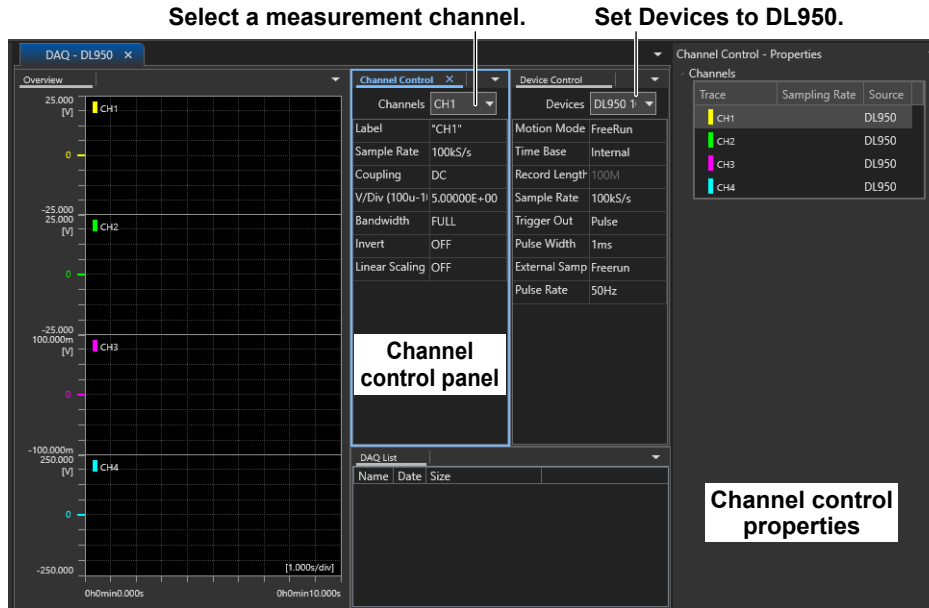 Select a measurement channel.
Set Devices to DL950.
DAQ - DL950 ×
Channel Control - Properties
Overview
25.000
[V]
CH1
0
-25.000
25.000
[V]
CH2
0
-25.000
100.000m
[V]
CH3
0
-100.000m
250.000
[V]
CH4
0
-250.000
[1.000s/div]
0h0min0.000s
0h0min10.000s
Channel Control ×
Channels CH1
Label "CH1"
Sample Rate 100kS/s
Coupling DC
V/Div (100u-1 5.00000E+00
Bandwidth FULL
Invert OFF
Linear Scaling OFF
Channel
control panel
Device Control
Devices DL950
Motion Mode FreeRun
Time Base Internal
Record Length 100M
Sample Rate 100kS/s
Trigger Out Pulse
Pulse Width 1ms
External Samp Freerun
Pulse Rate 50Hz
DAQ List
Name Date Size
Channels
Trace Sampling Rate Source
CH1 DL950
CH2 DL950
CH3 DL950
CH4 DL950
Channel control
properties